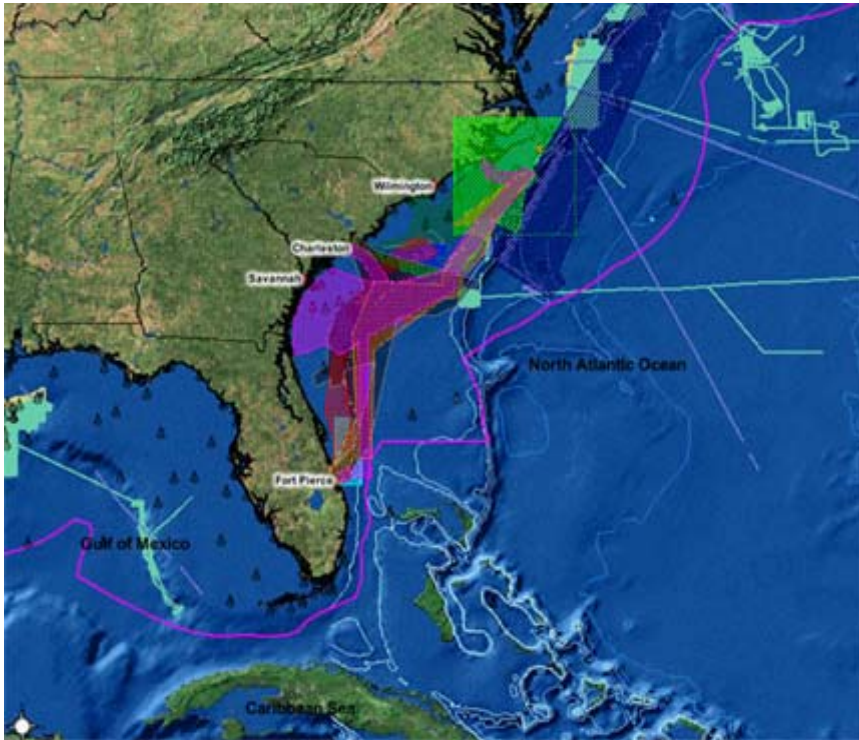 Wilmington
Charleston
Savannah
North Atlantic Ocean
Fort Pierce
Gulf of Mexico
Caribbean Sea